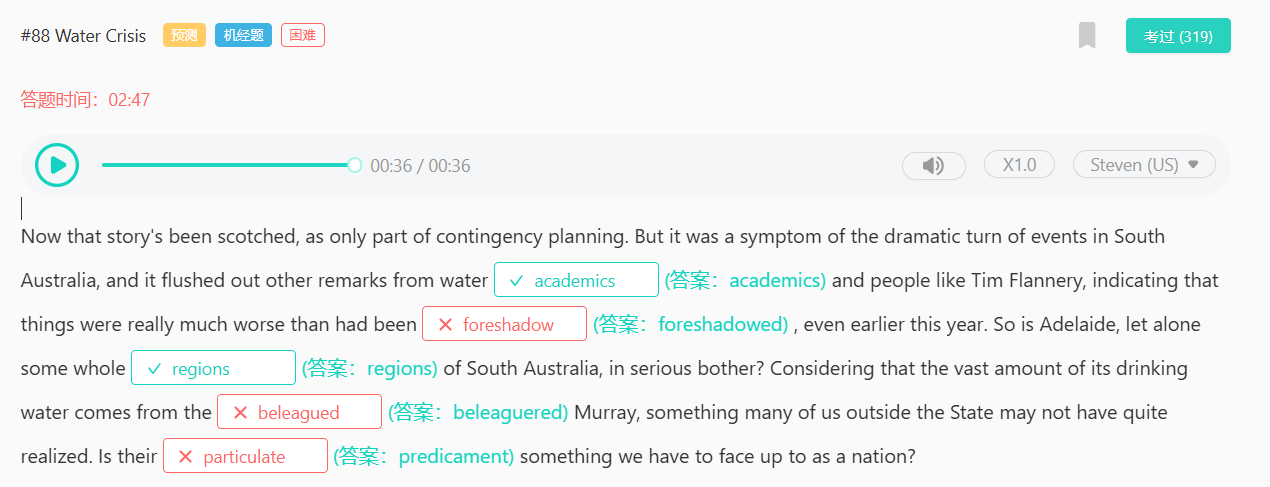 #88 Water Crisis 预测 机经题 困难 考过 (319)
答题时间：02:47
00:36 / 00:36 X1.0 Steven (US)
Now that story's been scotched, as only part of contingency planning. But it was a symptom of the dramatic turn of events in South
Australia, and it flushed out other remarks from water academics (答案：academics) and people like Tim Flannery, indicating that
things were really much worse than had been foreshadow (答案：foreshadowed) , even earlier this year. So is Adelaide, let alone
some whole regions (答案：regions) of South Australia, in serious bother? Considering that the vast amount of its drinking
water comes from the beleagued (答案：beleaguered) Murray, something many of us outside the State may not have quite
realized. Is their particulate (答案：predicament) something we have to face up to as a nation?